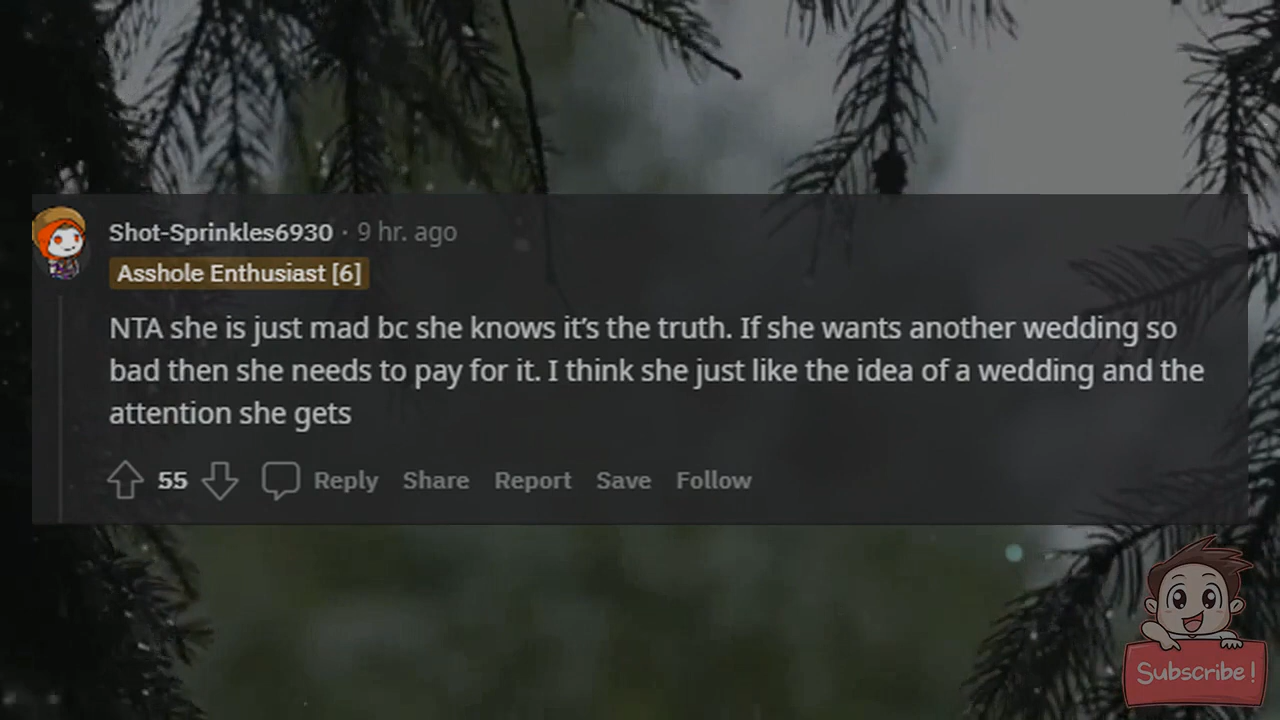 Shot-Sprinkles6930 · 9 hr. ago
Asshole Enthusiast [6]
NTA she is just mad bc she knows it's the truth. If she wants another wedding so
bad then she needs to pay for it. I think she just like the idea of a wedding and the
attention she gets
55 Reply Share Report Save Follow
Subscribe!